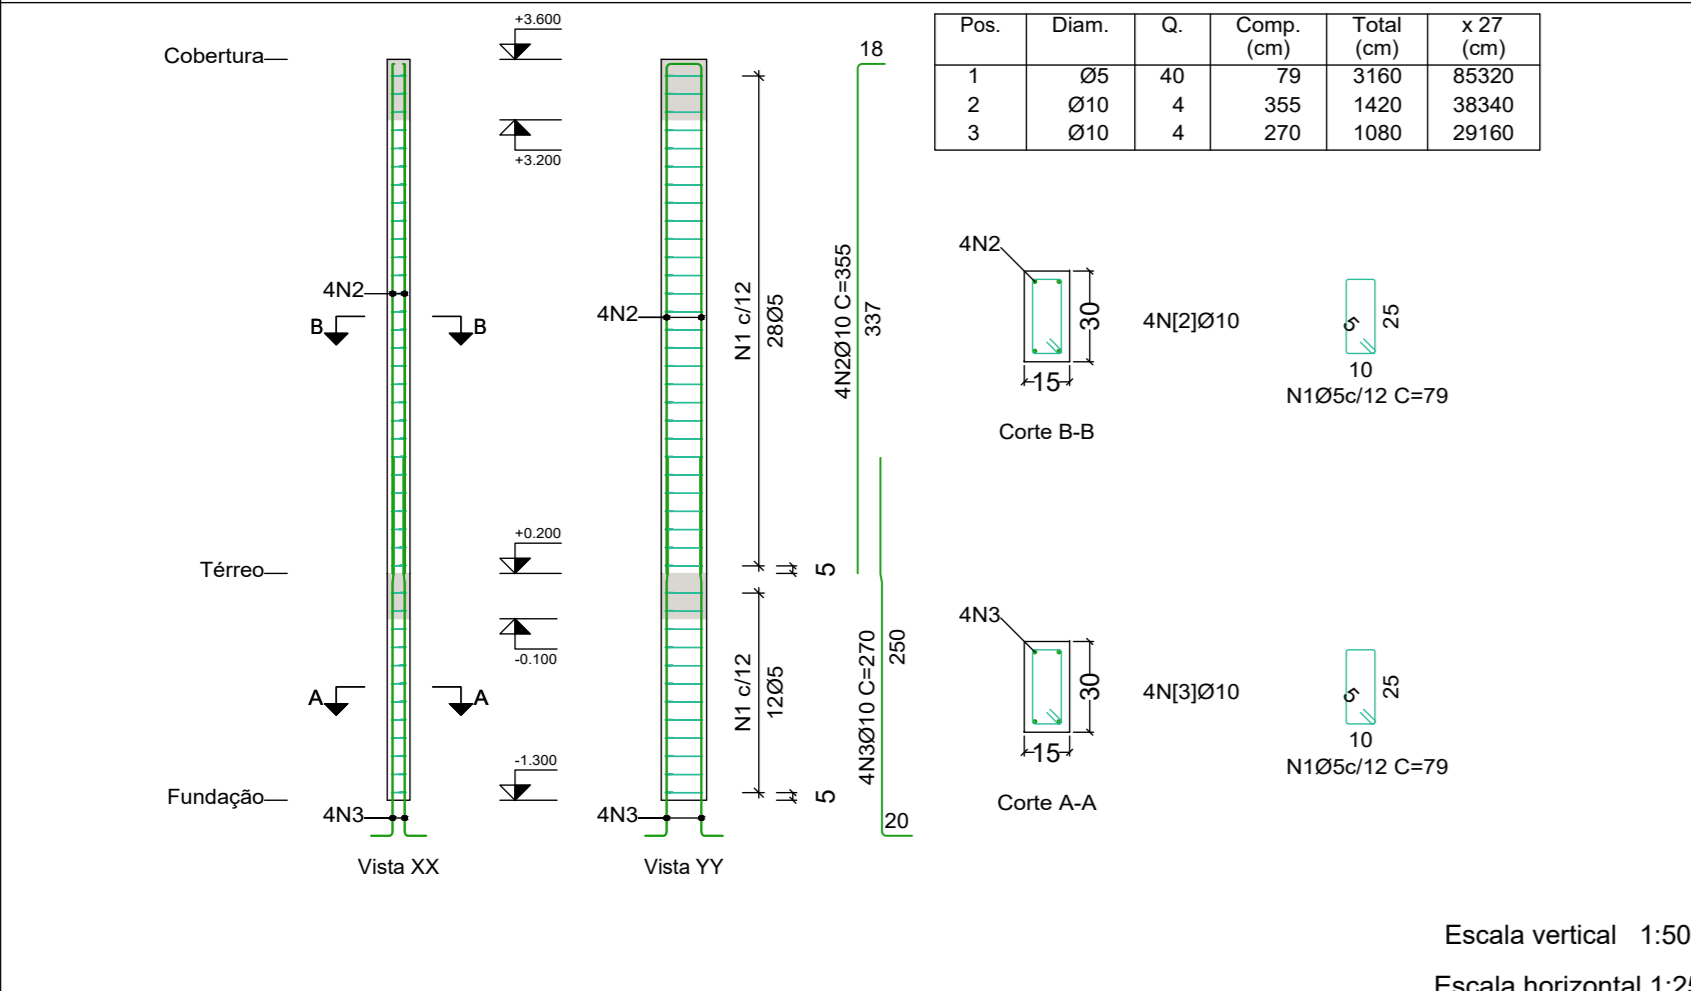 Pos. Diam. Q. Comp. (cm) Total (cm) x 27 (cm)
1 Ø5 40 79 3160 85320
2 Ø10 4 355 1420 38340
3 Ø10 4 270 1080 29160
Cobertura
+3.600
+3.200
4N2
B B
Térreo
+0.200
-0.100
A A
Fundação
-1.300
4N3
Vista XX
4N2
4N3
Vista YY
N1 c/12
28Ø5
5
N1 c/12
12Ø5
5
18
4N2Ø10 C=355
337
4N3Ø10 C=270
250
20
4N2
30
15
Corte B-B
4N[2]Ø10
5
25
10
N1Ø5c/12 C=79
4N3
30
15
Corte A-A
4N[3]Ø10
5
25
10
N1Ø5c/12 C=79
Escala vertical 1:50
Escala horizontal